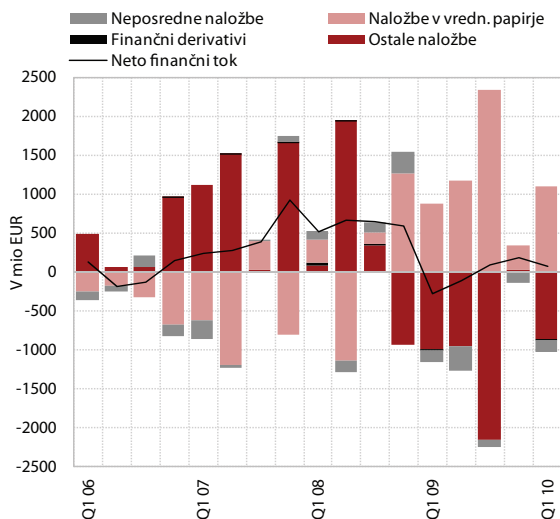 Neposredne naložbe
Naložbe v vredn. papirje
Finančni derivativi
Ostale naložbe
Neto finančni tok
V mio EUR
2500
2000
1500
1000
500
0
-500
-1000
-1500
-2000
-2500
Q1 06
Q1 07
Q1 08
Q1 09
Q1 10